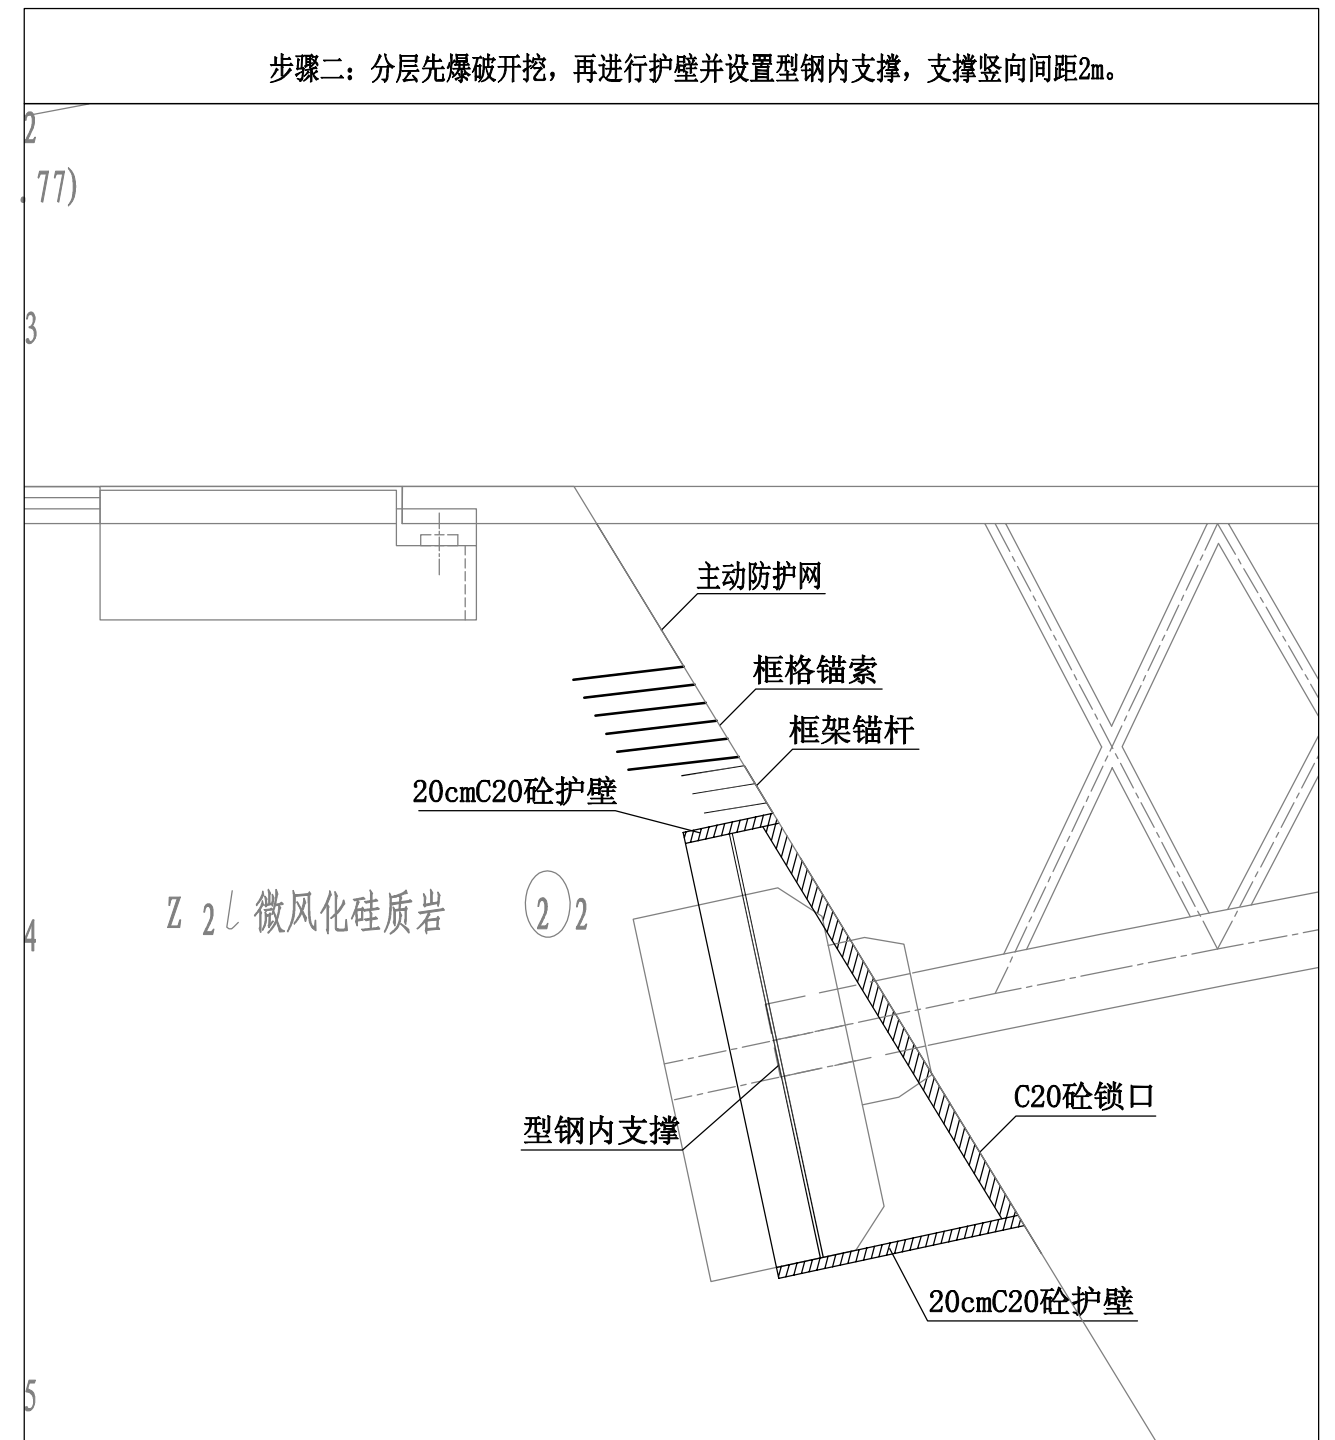 步骤二：分层先爆破开挖，再进行护壁并设置型钢内支撑，支撑竖向间距2m。
2
.77)
3
主动防护网
框格锚索
框架锚杆
20cmC20砼护壁
Z 2l 微风化硅质岩 2 2
4
C20砼锁口
型钢内支撑
20cmC20砼护壁
5